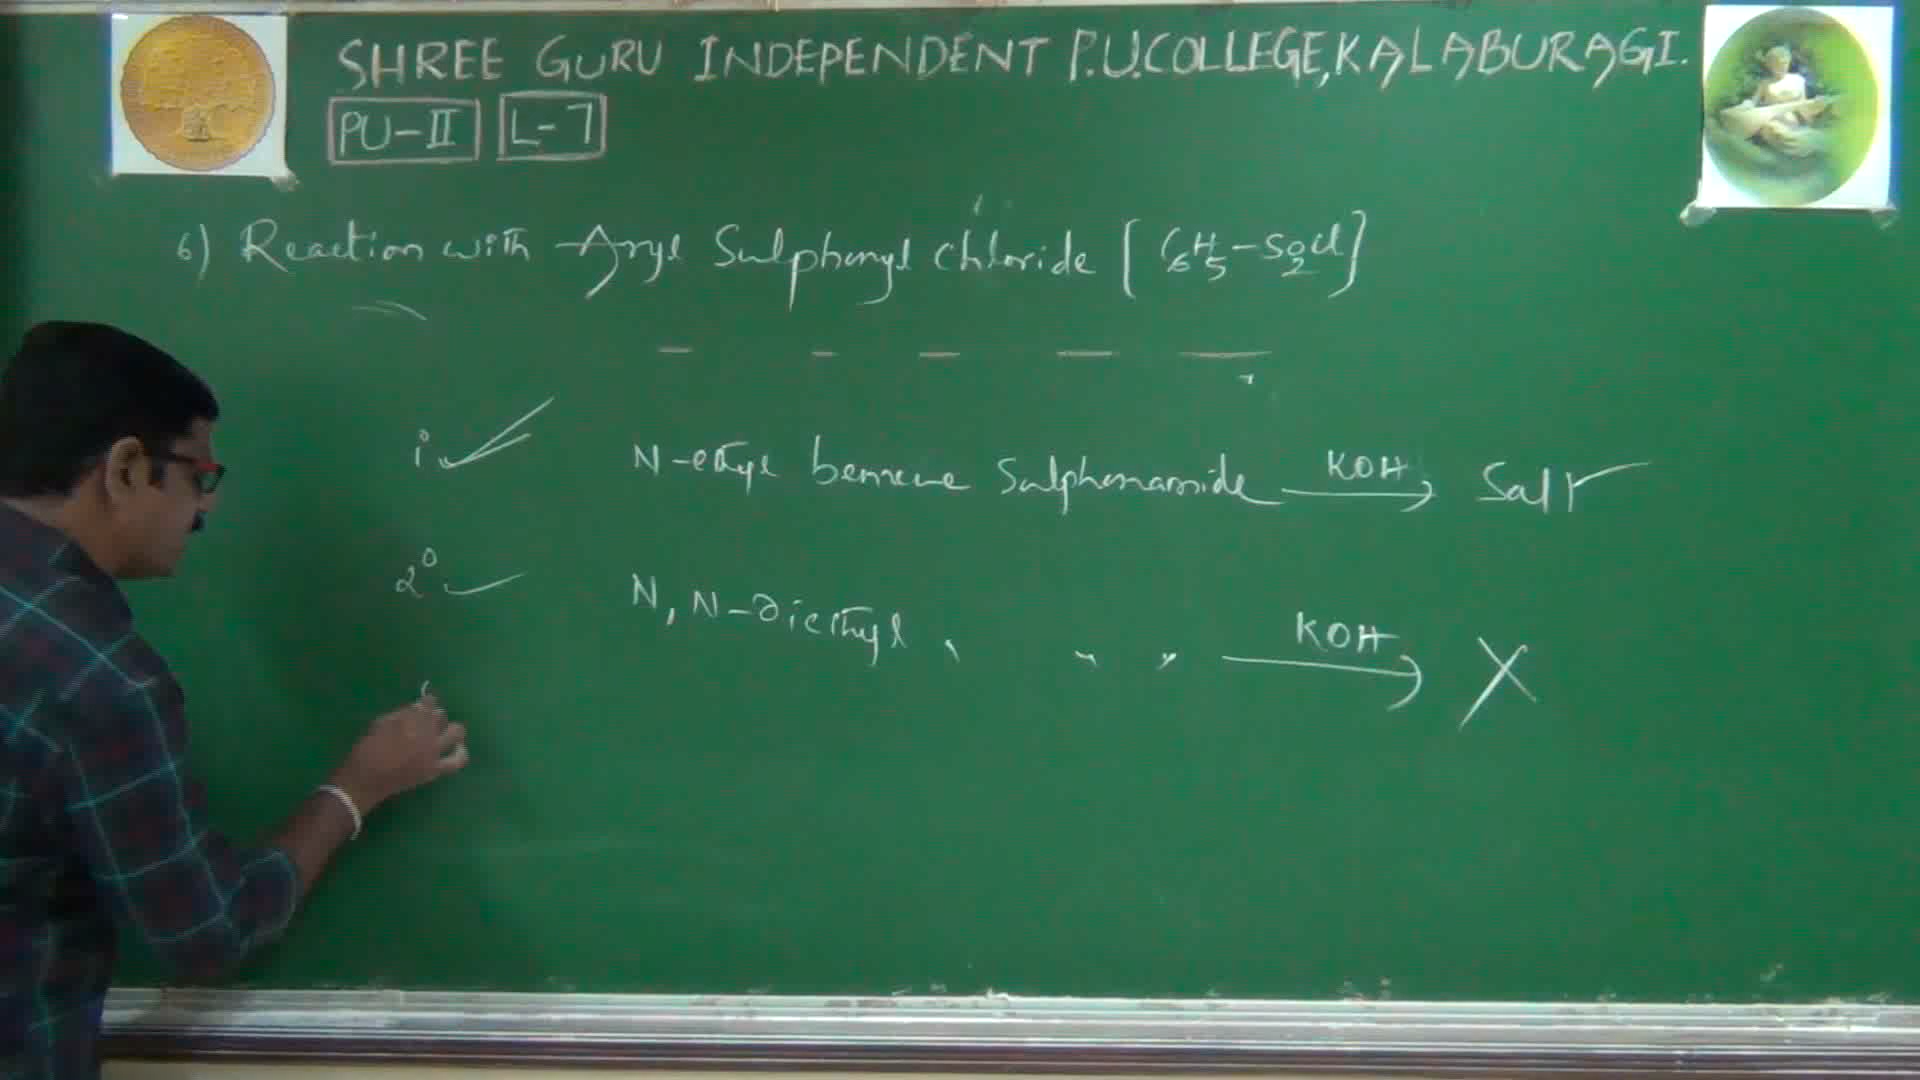 SHREE GURU INDEPENDENT P.U.COLLEGE, KALABURAGI.
PU-II L-7
6) Reaction with Aryl Sulphonyl chloride [C6H5-SO2Cl]
1° N-ethyl benzene Sulphonamide KOH → Salt
2° N, N-Diethyl " " " KOH → X